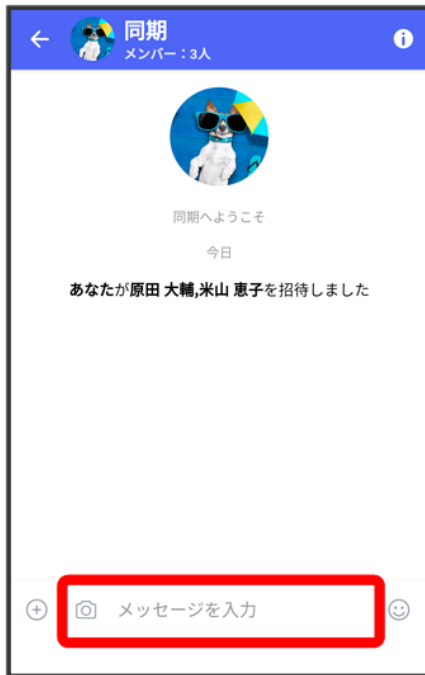 同期
メンバー：3人
同期へようこそ
今日
あなたが原田 大輔,米山 恵子を招待しました
メッセージを入力